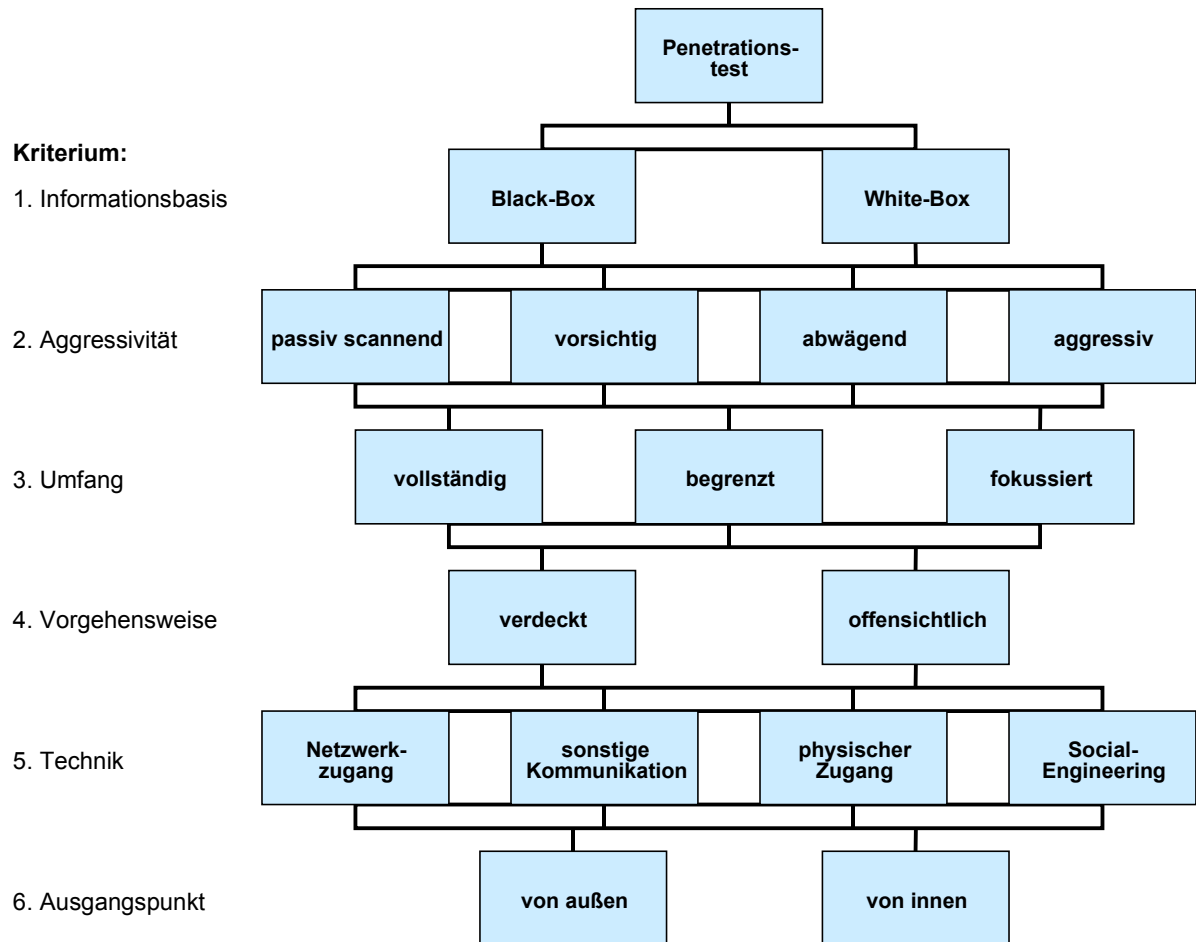 Penetrations-
test
Kriterium:
1. Informationsbasis
Black-Box
White-Box
2. Aggressivität
passiv scannend
vorsichtig
abwägend
aggressiv
3. Umfang
vollständig
begrenzt
fokussiert
4. Vorgehensweise
verdeckt
offensichtlich
5. Technik
Netzwerk-
zugang
sonstige
Kommunikation
physischer
Zugang
Social-
Engineering
6. Ausgangspunkt
von außen
von innen